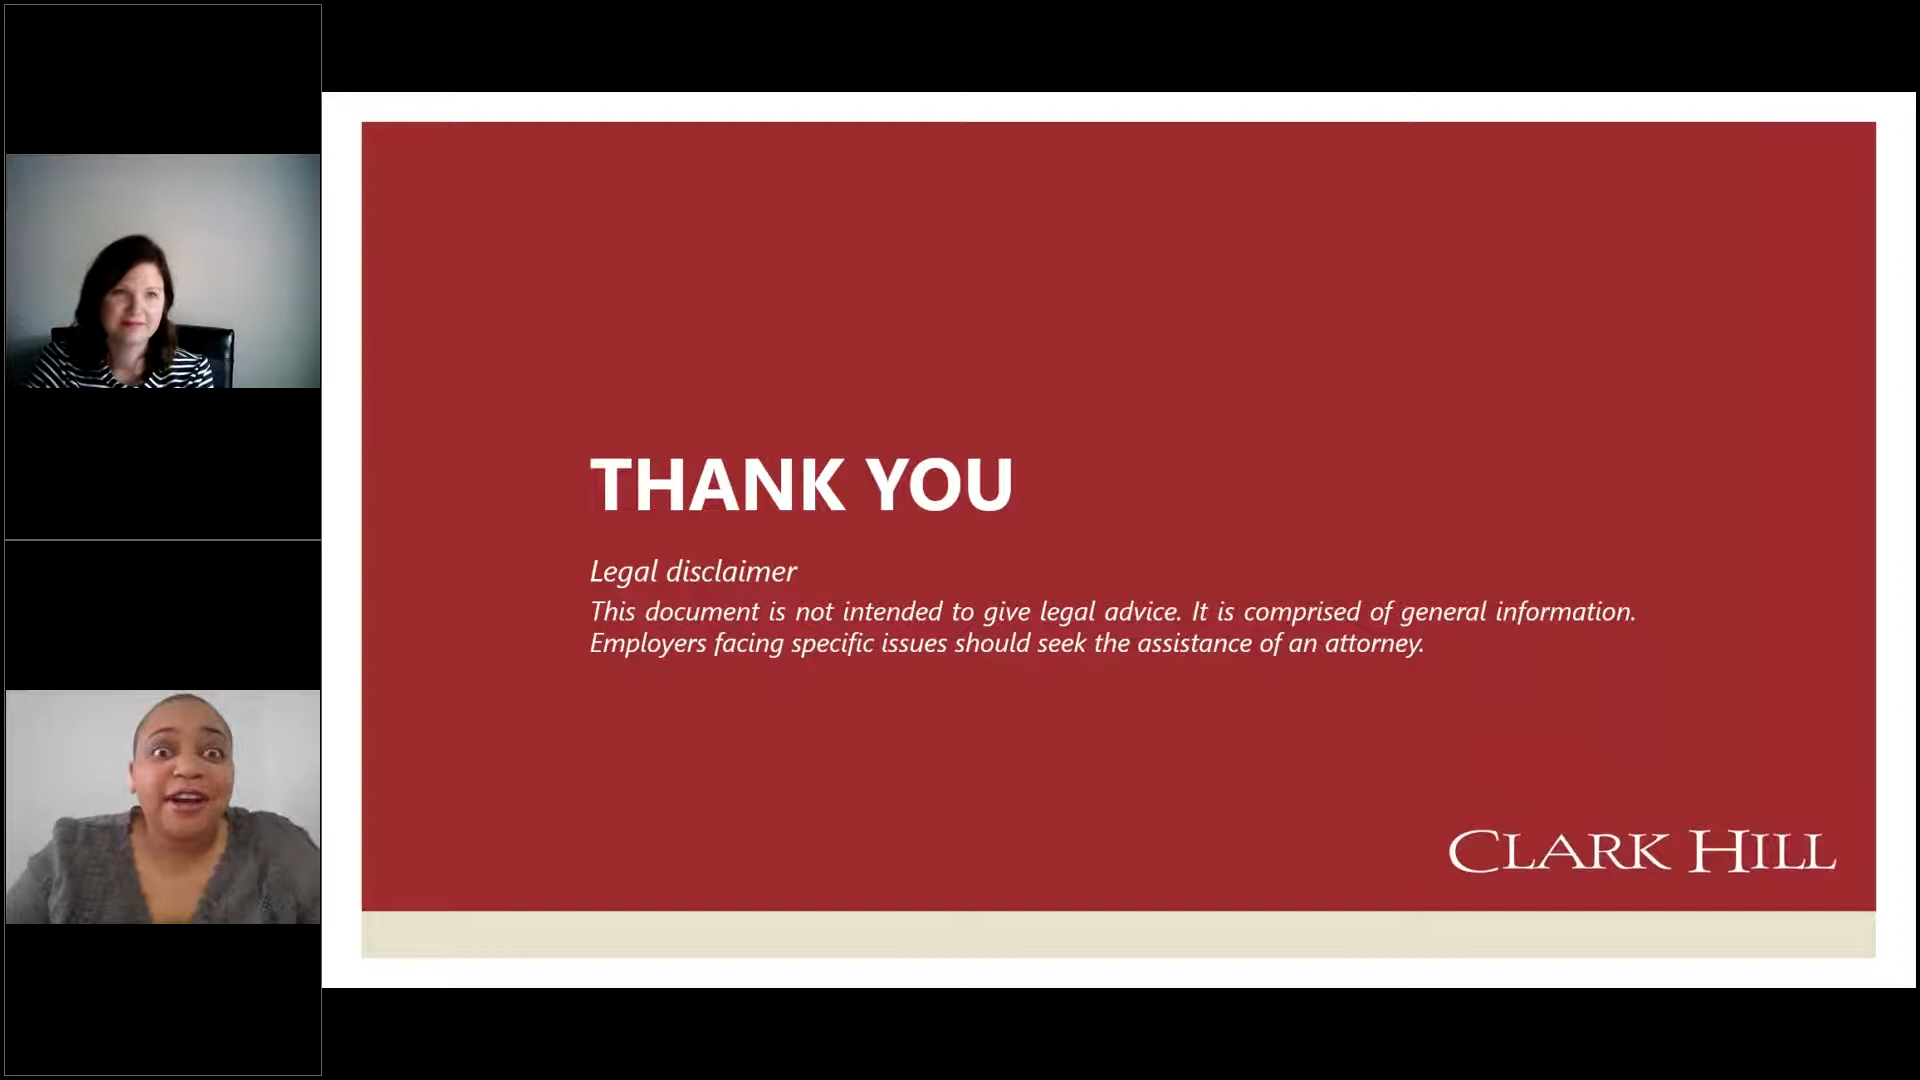 THANK YOU
Legal disclaimer
This document is not intended to give legal advice. It is comprised of general information.
Employers facing specific issues should seek the assistance of an attorney.
CLARK HILL